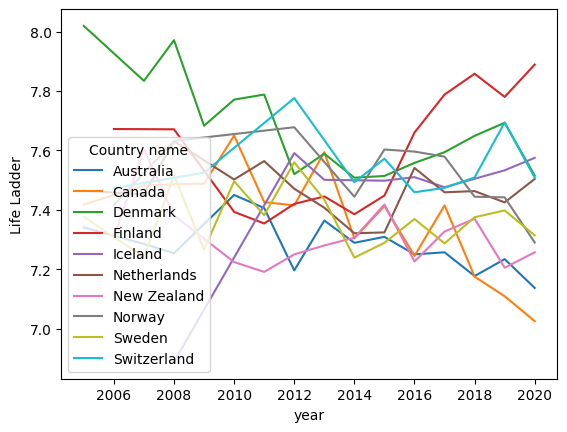 8.0
7.8
7.6
7.4
7.2
7.0
Life Ladder
Country name
Australia
Canada
Denmark
Finland
Iceland
Netherlands
New Zealand
Norway
Sweden
Switzerland
2006 2008 2010 2012 2014 2016 2018 2020
year